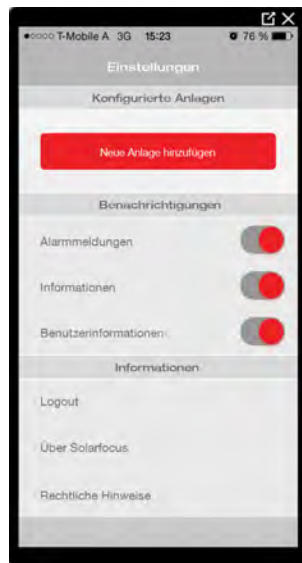 ●○○○○ T-Mobile A 3G 15:23 76 %
Einstellungen
Konfigurierte Anlagen
Neue Anlage hinzufügen
Benachrichtigungen
Alarmmeldungen
Informationen
Benutzerinformationen
Informationen
Logout
Über Solarfocus
Rechtliche Hinweise